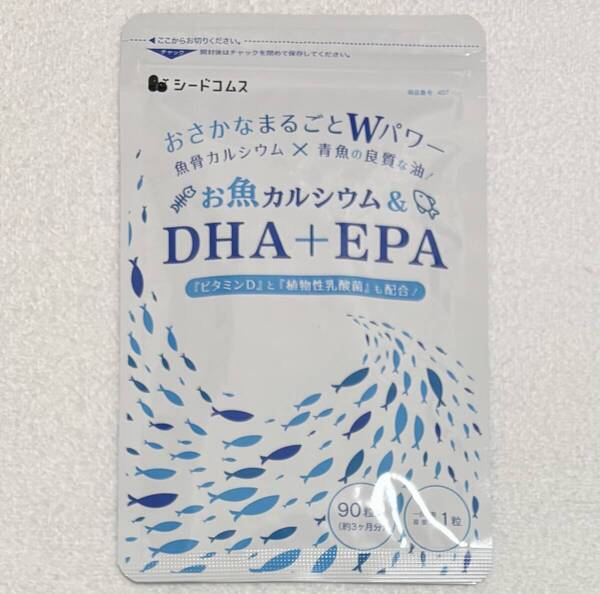 ここからお切りください。
チャック
開封後はチャックを閉めて保存してください。
シードコムス
商品番号 407
おさかなまるごとWパワー
魚骨カルシウム×青魚の良質な油！
お魚カルシウム&
DHA+EPA
『ビタミンD』と『植物性乳酸菌』も配合！
90粒
(約3ヶ月分)
目安
1粒